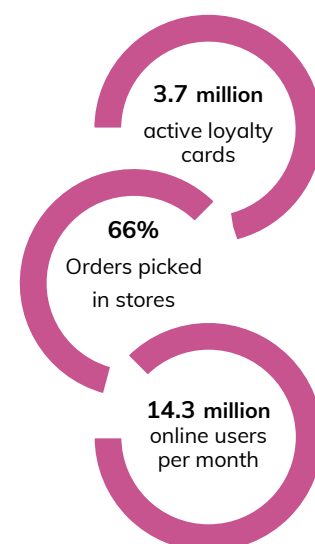 3.7 million
active loyalty
cards
66%
Orders picked
in stores
14.3 million
online users
per month